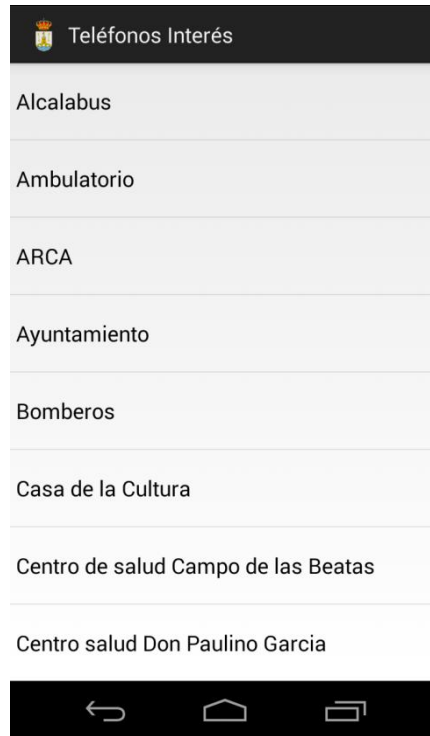 Teléfonos Interés
Alcalabus
Ambulatorio
ARCA
Ayuntamiento
Bomberos
Casa de la Cultura
Centro de salud Campo de las Beatas
Centro salud Don Paulino Garcia